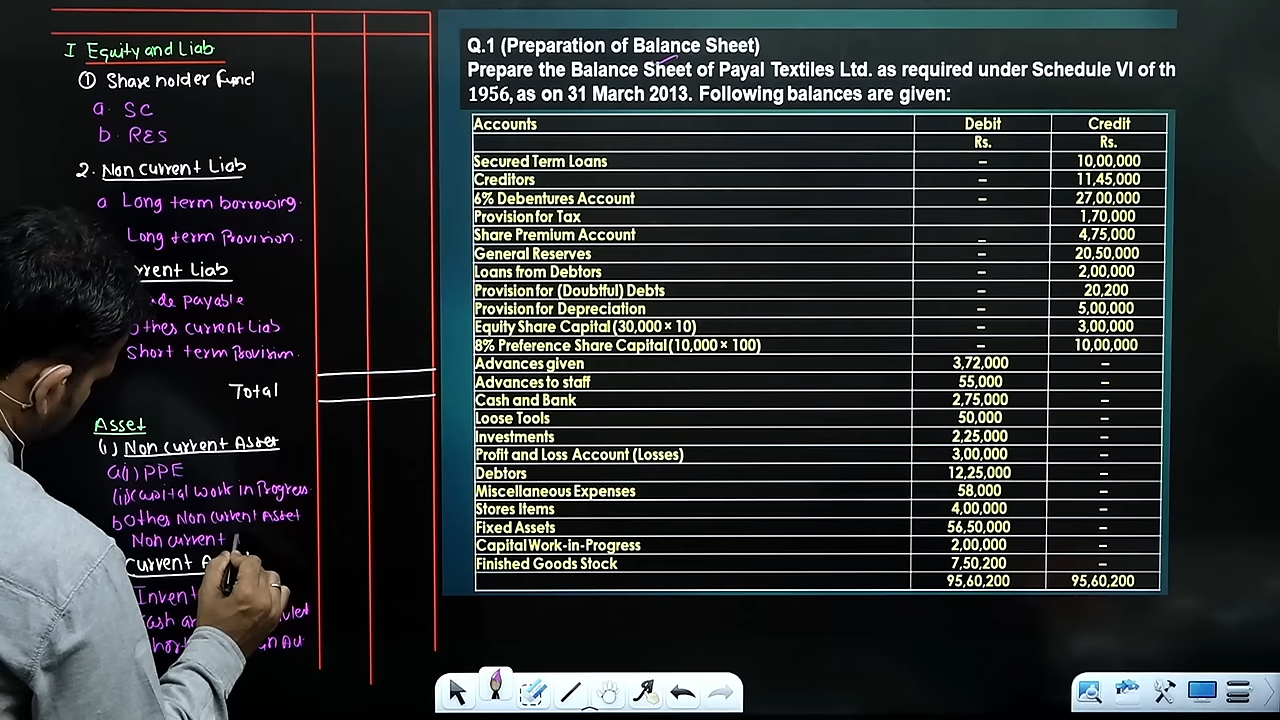 I Equity and Liab
① Share holder Fund
a. SC
b. RES
2. Non Current Liab
a Long term borrowing.
Long term Provision.
rrent Liab
de payable
Other current Liab
Short term Provision.
Total
Asset
(1) Non current Asset
a(i) PPE
(ii) capital work in Progress.
b Other Non current Asset
Non current
Current A
Invent
Q.1 (Preparation of Balance Sheet)
Prepare the Balance Sheet of Payal Textiles Ltd. as required under Schedule VI of th
1956, as on 31 March 2013. Following balances are given:
Accounts Debit Credit
Rs. Rs.
Secured Term Loans – 10,00,000
Creditors – 11,45,000
6% Debentures Account – 27,00,000
Provision for Tax 1,70,000
Share Premium Account – 4,75,000
General Reserves – 20,50,000
Loans from Debtors – 2,00,000
Provision for (Doubtful) Debts – 20,200
Provision for Depreciation – 5,00,000
Equity Share Capital (30,000 × 10) – 3,00,000
8% Preference Share Capital (10,000 × 100) – 10,00,000
Advances given 3,72,000 –
Advances to staff 55,000 –
Cash and Bank 2,75,000 –
Loose Tools 50,000 –
Investments 2,25,000 –
Profit and Loss Account (Losses) 3,00,000 –
Debtors 12,25,000 –
Miscellaneous Expenses 58,000 –
Stores Items 4,00,000 –
Fixed Assets 56,50,000 –
Capital Work-in-Progress 2,00,000 –
Finished Goods Stock 7,50,200 –
95,60,200 95,60,200